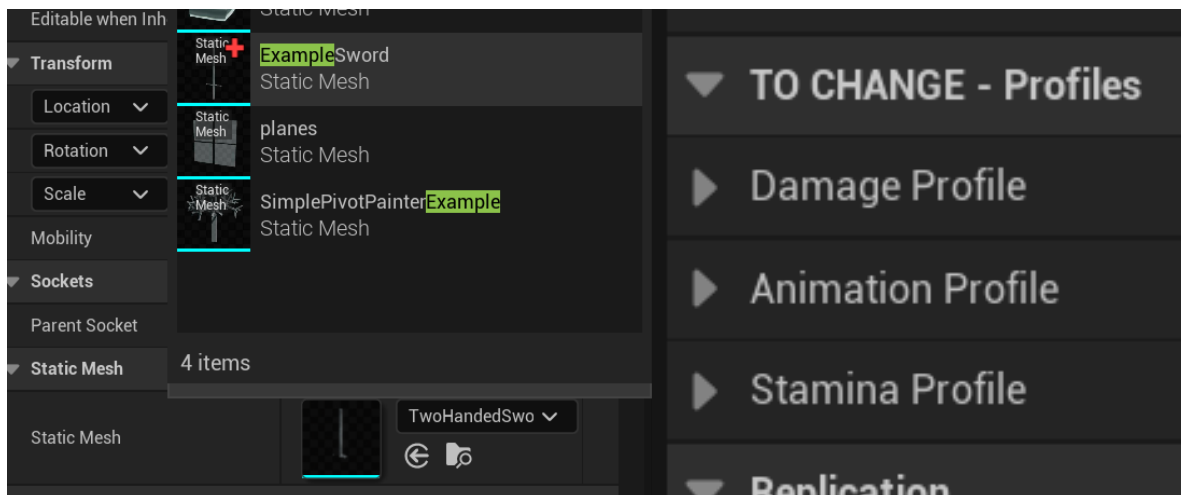 Editable when Inh
Static Mesh
Transform
Static
Mesh
ExampleSword
Static Mesh
Location
Rotation
Static
Mesh
planes
Static Mesh
Scale
Static
Mesh
SimplePivotPainterExample
Static Mesh
Mobility
Sockets
Parent Socket
Static Mesh
4 items
Static Mesh
TwoHandedSwo
TO CHANGE - Profiles
Damage Profile
Animation Profile
Stamina Profile
Replication